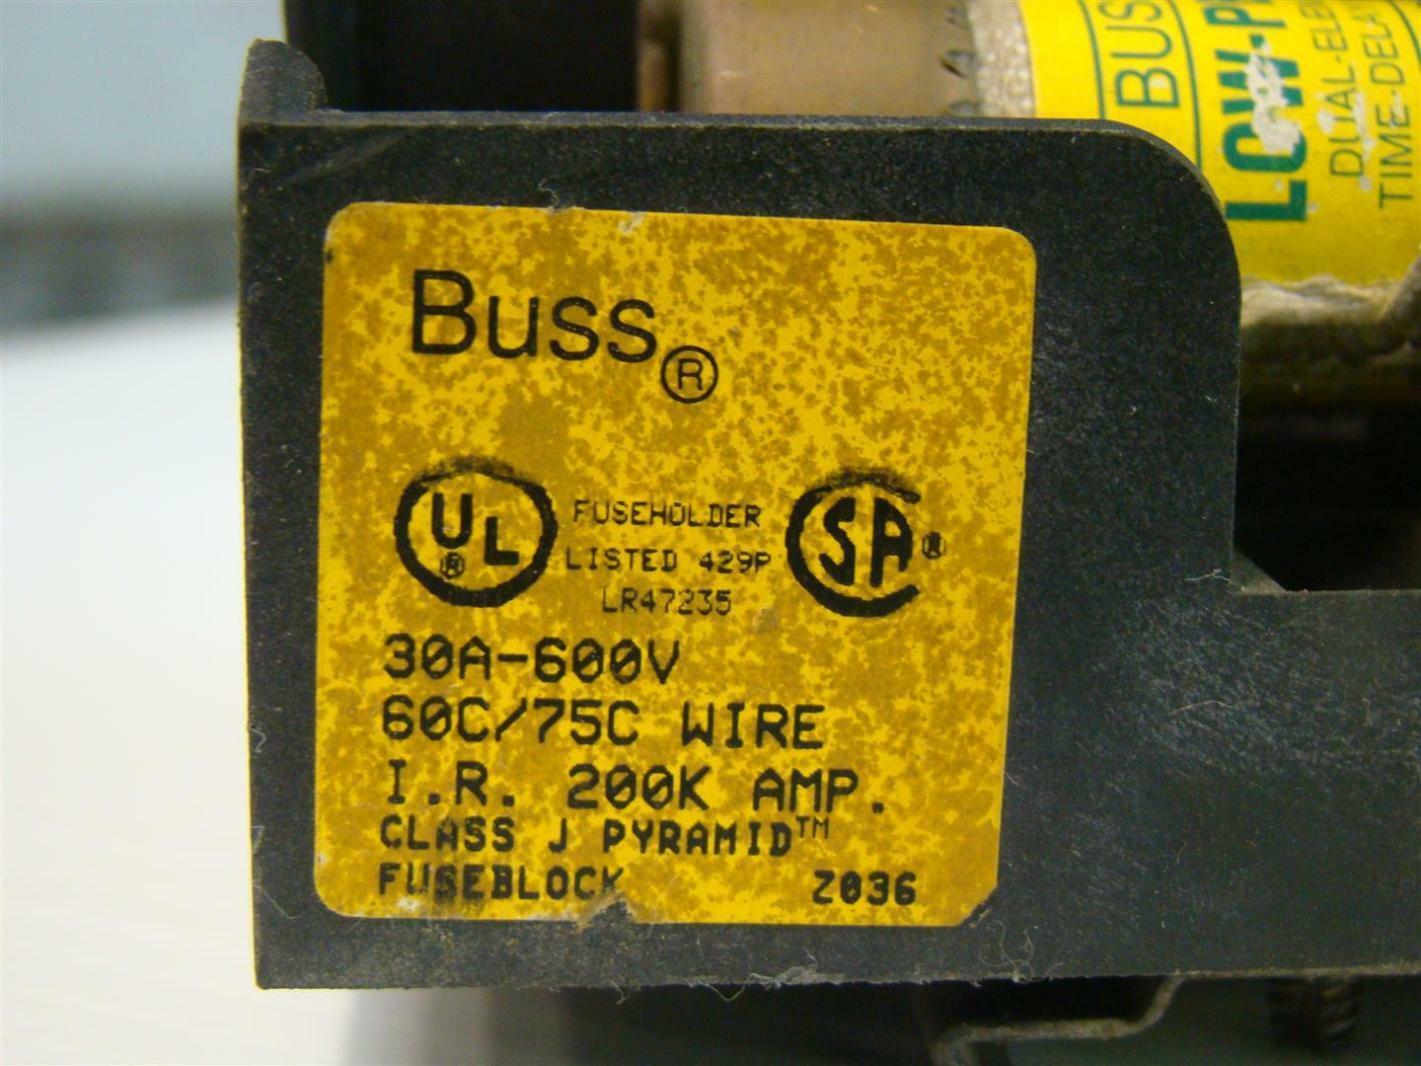 BUS
LOW-P
DUAL-ELE
TIME-DELA
Buss®
UL®
FUSEHOLDER
LISTED 429P
LR47235
SA®
30A-600V
60C/75C WIRE
I.R. 200K AMP.
CLASS J PYRAMID™
FUSEBLOCK Z036